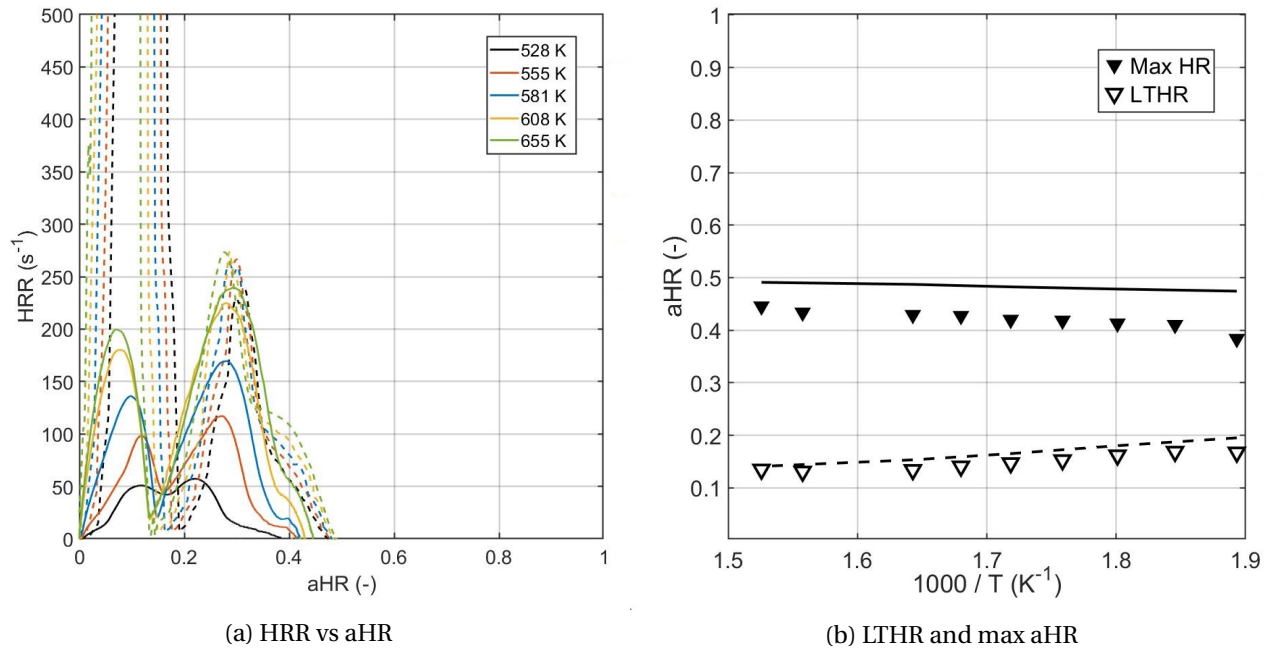 500
450
400
350
300
250
200
150
100
50
0
HRR (s⁻¹)
528 K
555 K
581 K
608 K
655 K
0 0.2 0.4 0.6 0.8 1
aHR (-)
(a) HRR vs aHR
1
0.9
0.8
0.7
0.6
0.5
0.4
0.3
0.2
0.1
aHR (-)
Max HR
LTHR
1.5 1.6 1.7 1.8 1.9
1000 / T (K⁻¹)
(b) LTHR and max aHR